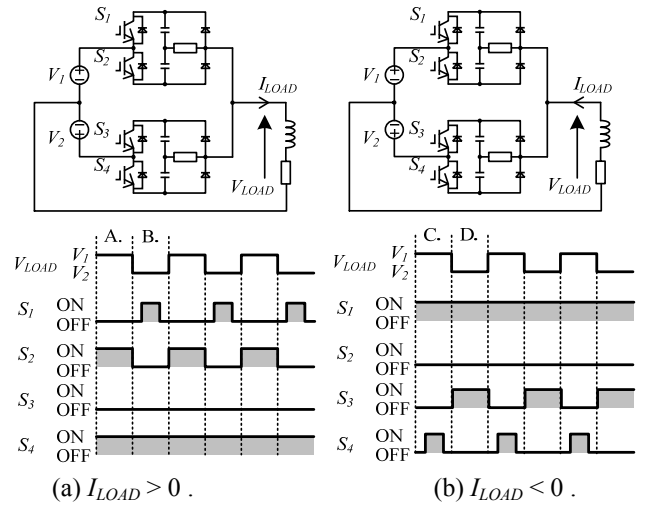 S1
S2
V1
ILOAD
V2
S3
S4
VLOAD
A. B.
VLOAD V1
V2
S1 ON
OFF
S2 ON
OFF
S3 ON
OFF
S4 ON
OFF
(a) ILOAD > 0 .
S1
S2
V1
ILOAD
V2
S3
S4
VLOAD
C. D.
VLOAD V1
V2
S1 ON
OFF
S2 ON
OFF
S3 ON
OFF
S4 ON
OFF
(b) ILOAD < 0 .